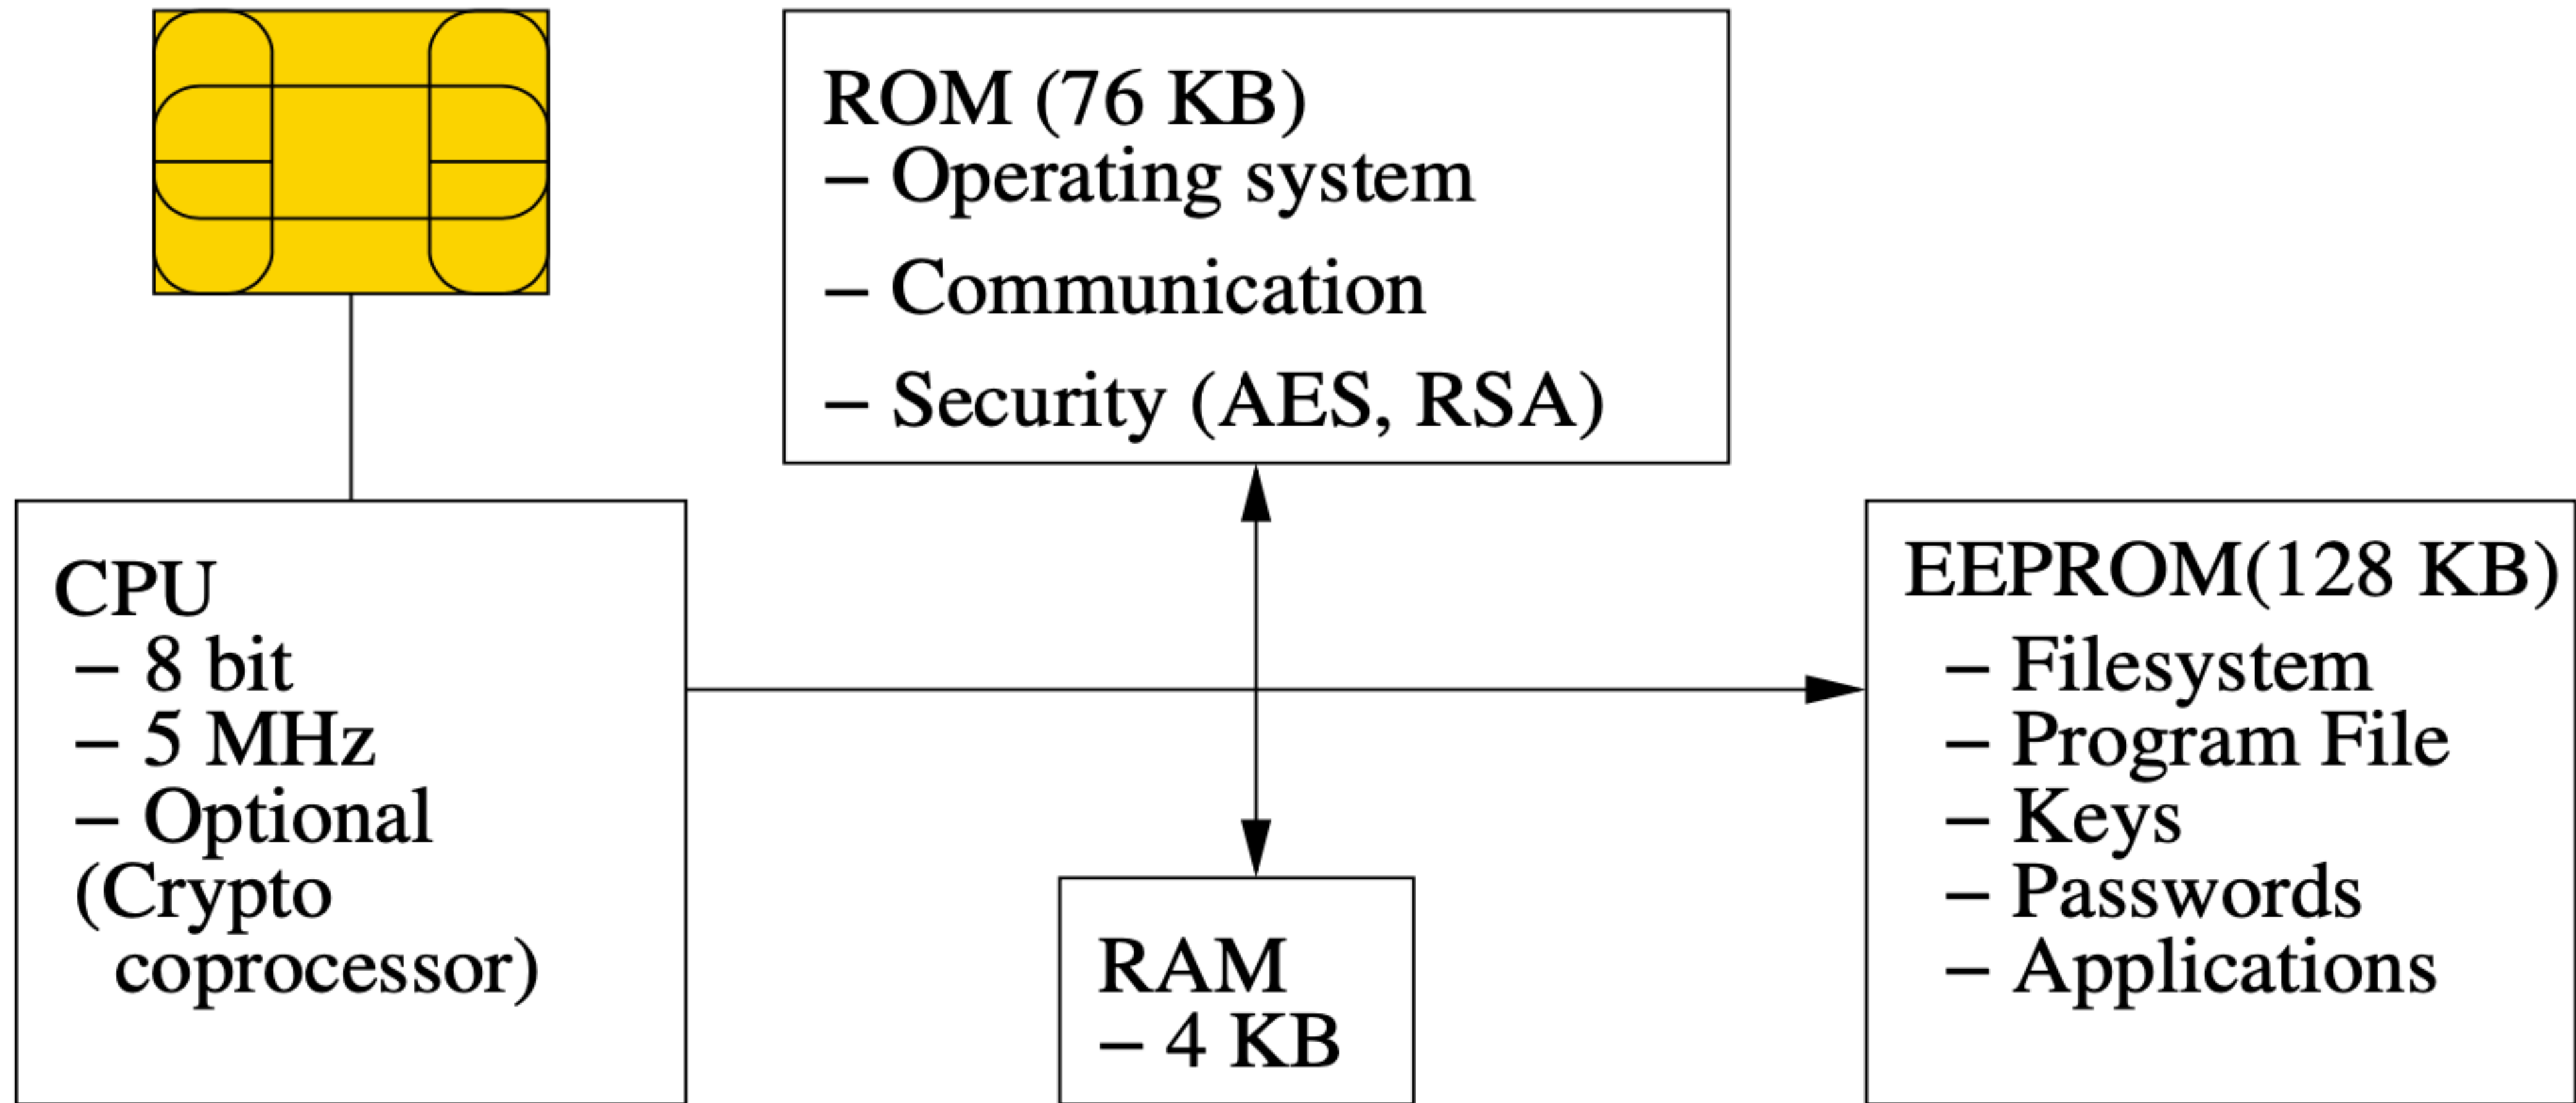 ROM (76 KB)
– Operating system
– Communication
– Security (AES, RSA)
CPU
– 8 bit
– 5 MHz
– Optional
(Crypto
coprocessor)
EEPROM(128 KB)
– Filesystem
– Program File
– Keys
– Passwords
– Applications
RAM
– 4 KB